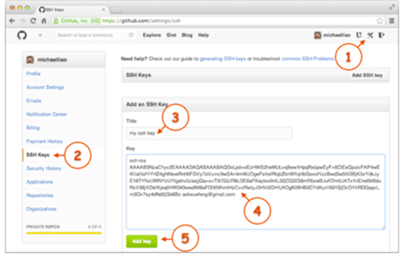 SSH Keys
GitHub, Inc. [US] https://github.com/settings/ssh
Search or type a command
Explore Gist Blog Help
michaelliao
1
michaelliao
Need help? Check out our guide to generating SSH keys or troubleshoot common SSH Problems
Profile
Account Settings
Emails
Notification Center
Billing
Payment History
SSH Keys
2
Security History
Applications
Repositories
Organizations
PRIVATE REPOS
0 OF 0
SSH Keys
Add SSH key
Add an SSH Key
3
Title
my ssh key
Key
ssh-rsa
askxuefeng@gmail.com
4
Add key
5